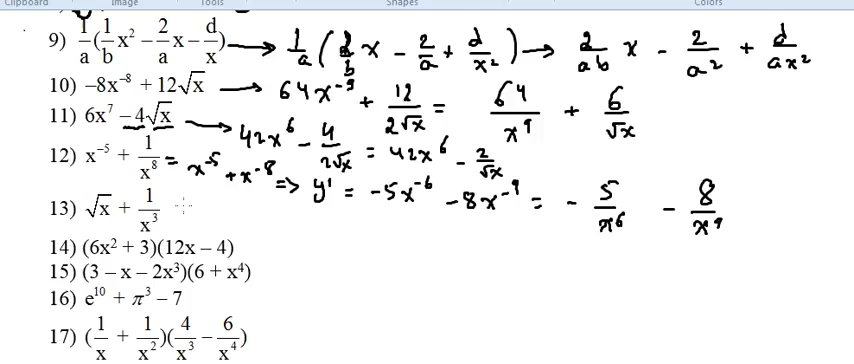 Clipboard Image Tools Shapes Colors
9) 1/a(1/b x² – 2/a x – d/x) → 1/a (2/b x - 2/a + d/x²) → 2/ab x - 2/a² + d/ax²
10) –8x⁻⁸ + 12√x → 64x⁻⁹ + 12/2√x = 64/x⁹ + 6/√x
11) 6x⁷ – 4√x → 42x⁶ - 4/2√x = 42x⁶ - 2/√x
12) x⁻⁵ + 1/x⁸ = x⁻⁵ + x⁻⁸ => y' = -5x⁻⁶ - 8x⁻⁹ = - 5/x⁶ - 8/x⁹
13) √x + 1/x³
14) (6x² + 3)(12x – 4)
15) (3 – x – 2x³)(6 + x⁴)
16) e¹⁰ + π³ – 7
17) (1/x + 1/x²)(4/x³ – 6/x⁴)